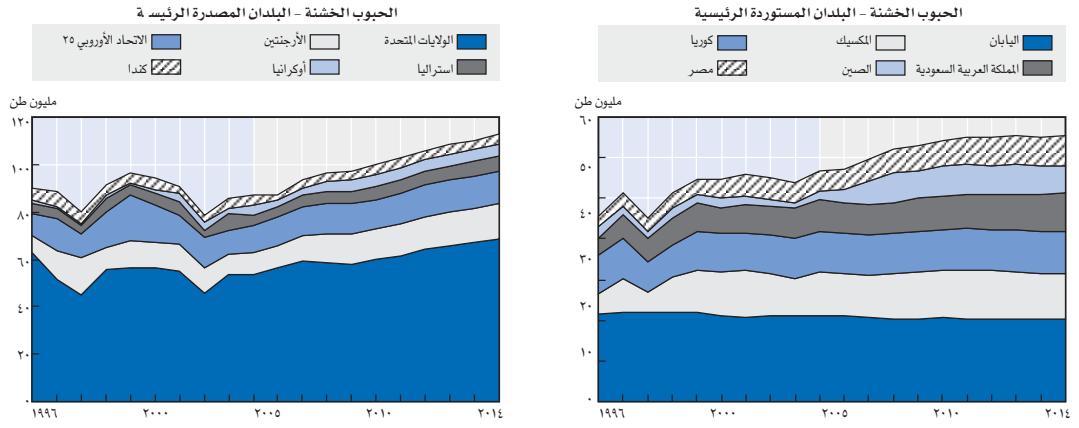 الحبوب الخشنة - البلدان المصدرة الرئيسة
الولايات المتحدة الأرجنتين الاتحاد الأوروبي ٢٥
استراليا أوكرانيا كندا
مليون طن
١٢٠
١٠٠
٨٠
٦٠
٤٠
٢٠
٠
١٩٩٦ ٢٠٠٠ ٢٠٠٥ ٢٠١٠ ٢٠١٤
الحبوب الخشنة - البلدان المستوردة الرئيسية
اليابان المكسيك كوريا
المملكة العربية السعودية الصين مصر
مليون طن
٦٠
٥٠
٤٠
٣٠
٢٠
١٠
٠
١٩٩٦ ٢٠٠٠ ٢٠٠٥ ٢٠١٠ ٢٠١٤